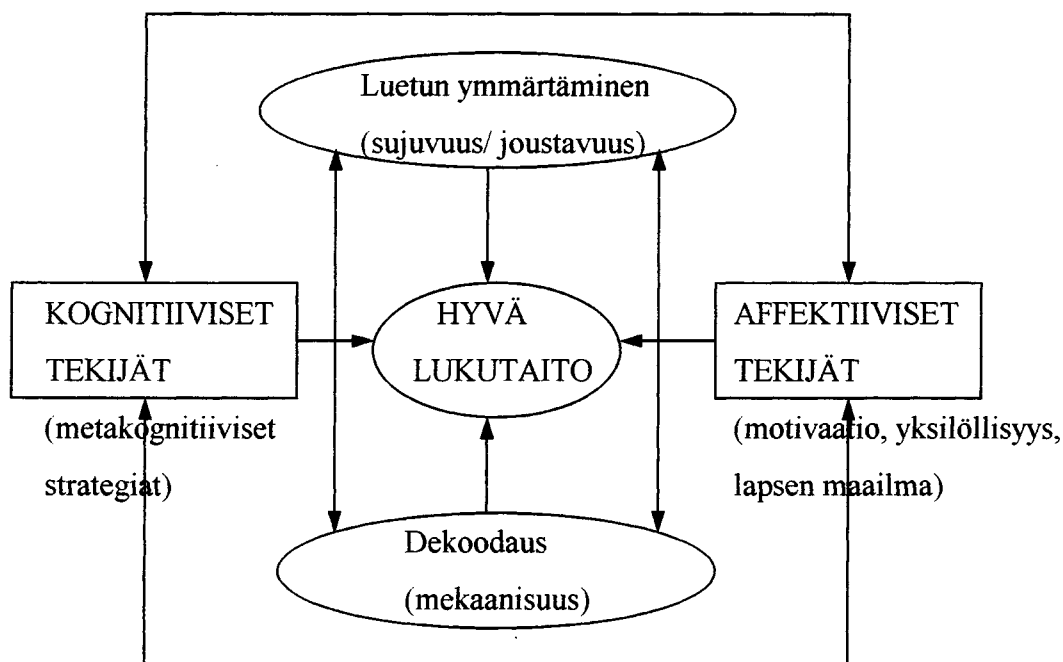 Luetun ymmärtäminen
(sujuvuus/ joustavuus)
KOGNITIIVISET
TEKIJÄT
(metakognitiiviset
strategiat)
HYVÄ
LUKUTAITO
AFFEKTIIVISET
TEKIJÄT
(motivaatio, yksilöllisyys,
lapsen maailma)
Dekoodaus
(mekaanisuus)